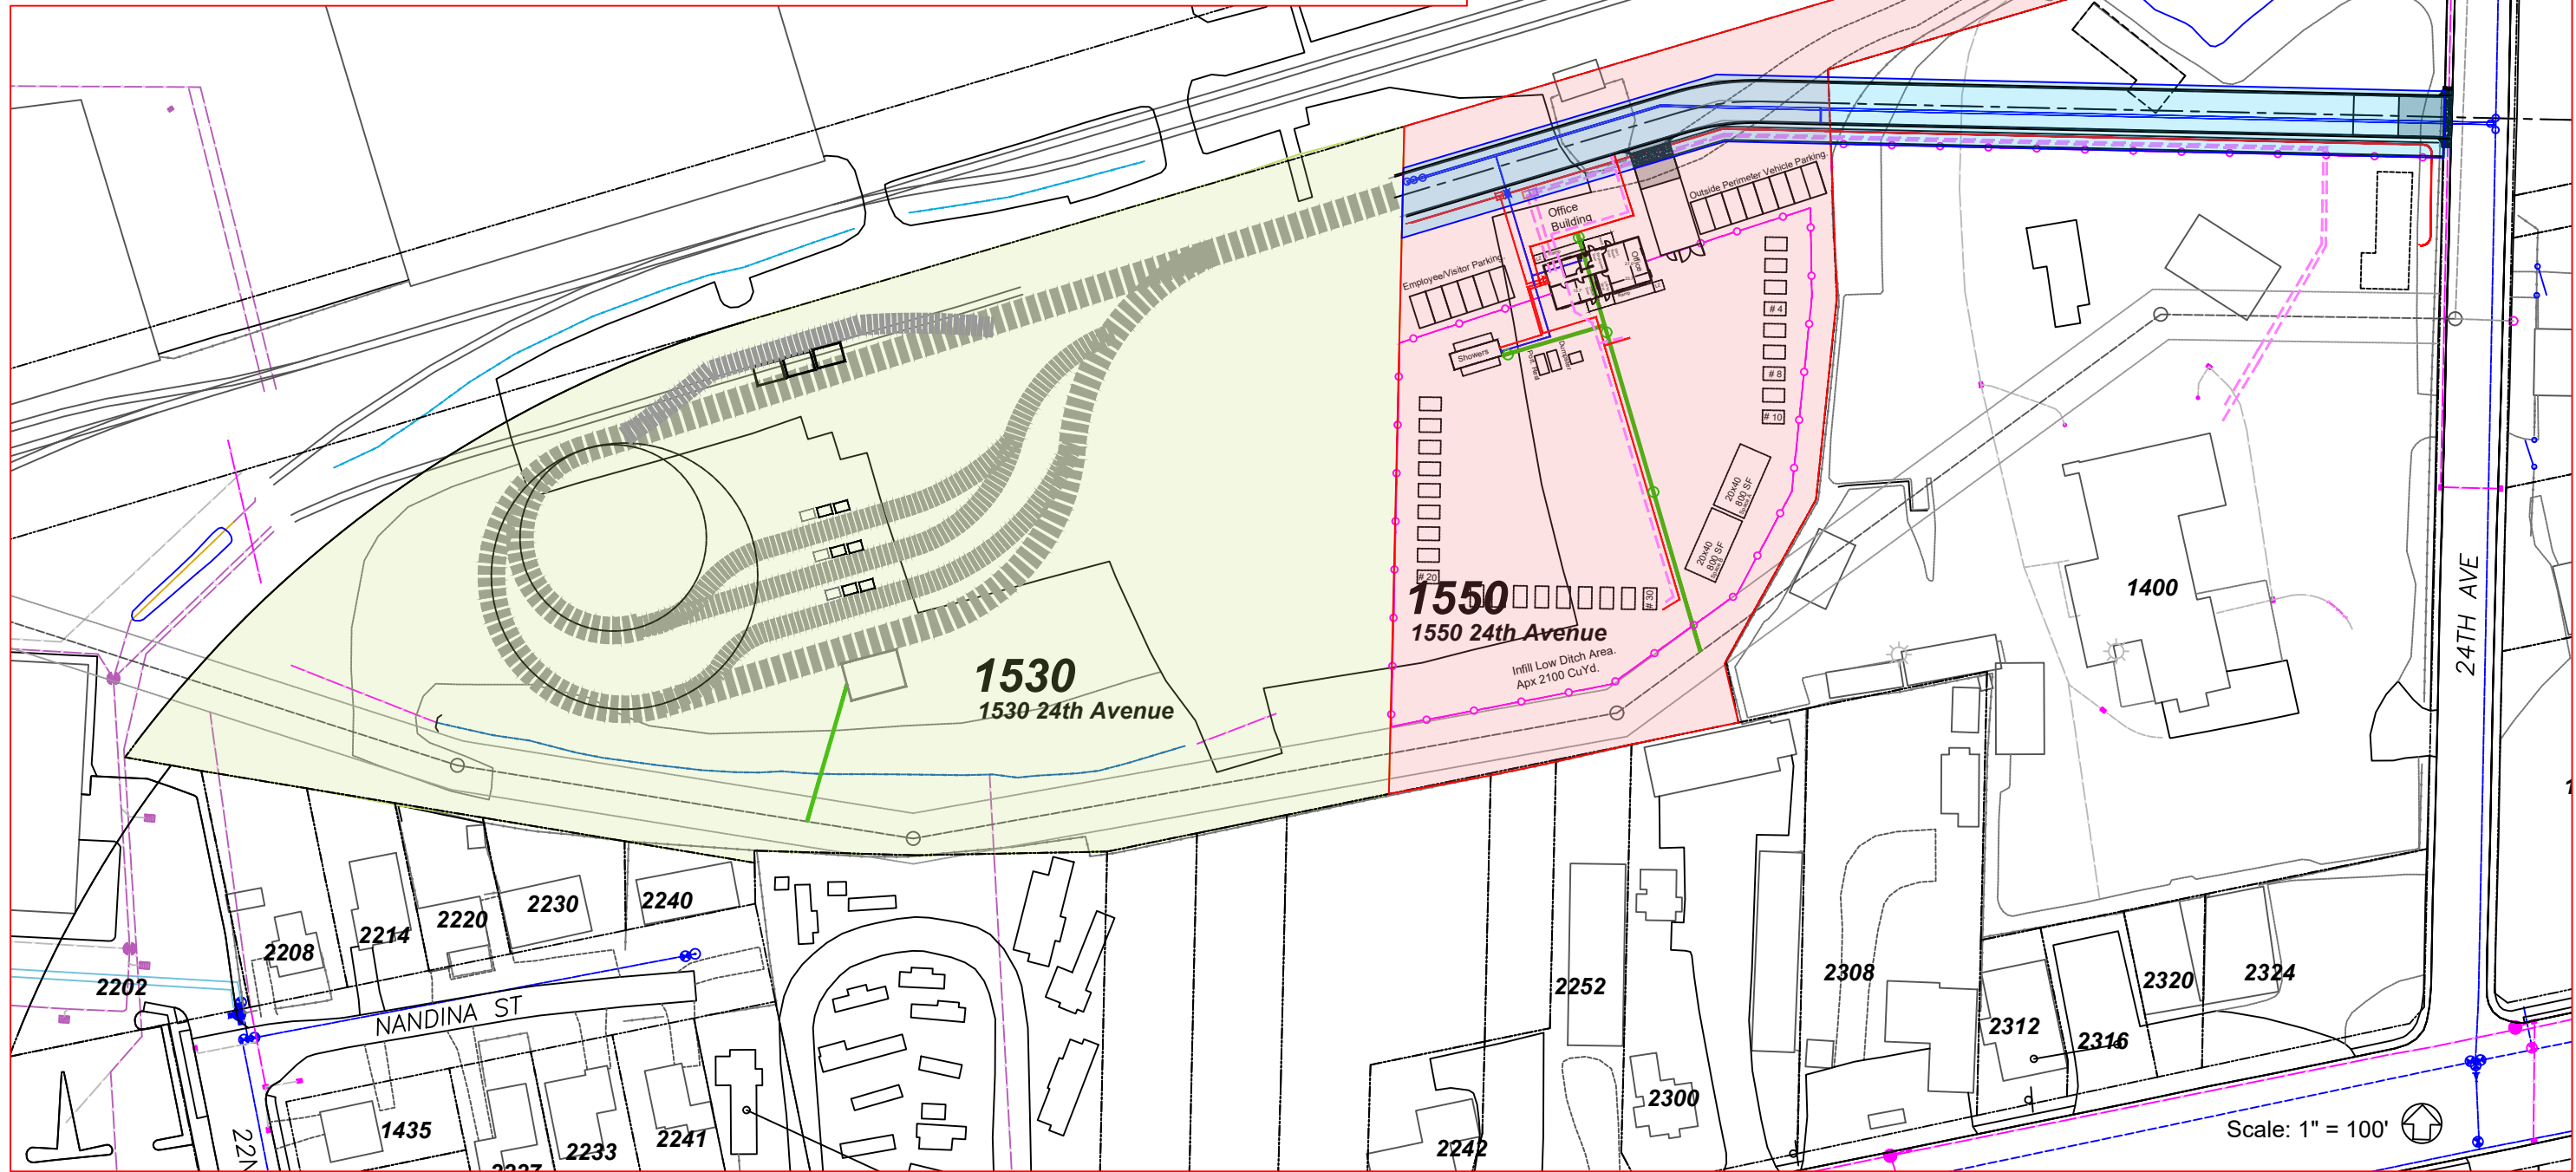 Outside Perimeter Vehicle Parking.
Office
Building
Office
Employee/Visitor Parking.
# 4
Showers
Dumpster
# 8
# 10
20x40
800 SF
20x40
800 SF
# 20
# 30
1550
1550 24th Avenue
Infill Low Ditch Area.
Apx 2100 CuYd.
1530
1530 24th Avenue
1400
24TH AVE
2208
2214
2220
2230
2240
2202
NANDINA ST
2252
2308
2312
2316
2320
2324
1435
2233
2241
2300
2242
2227
Scale: 1" = 100'